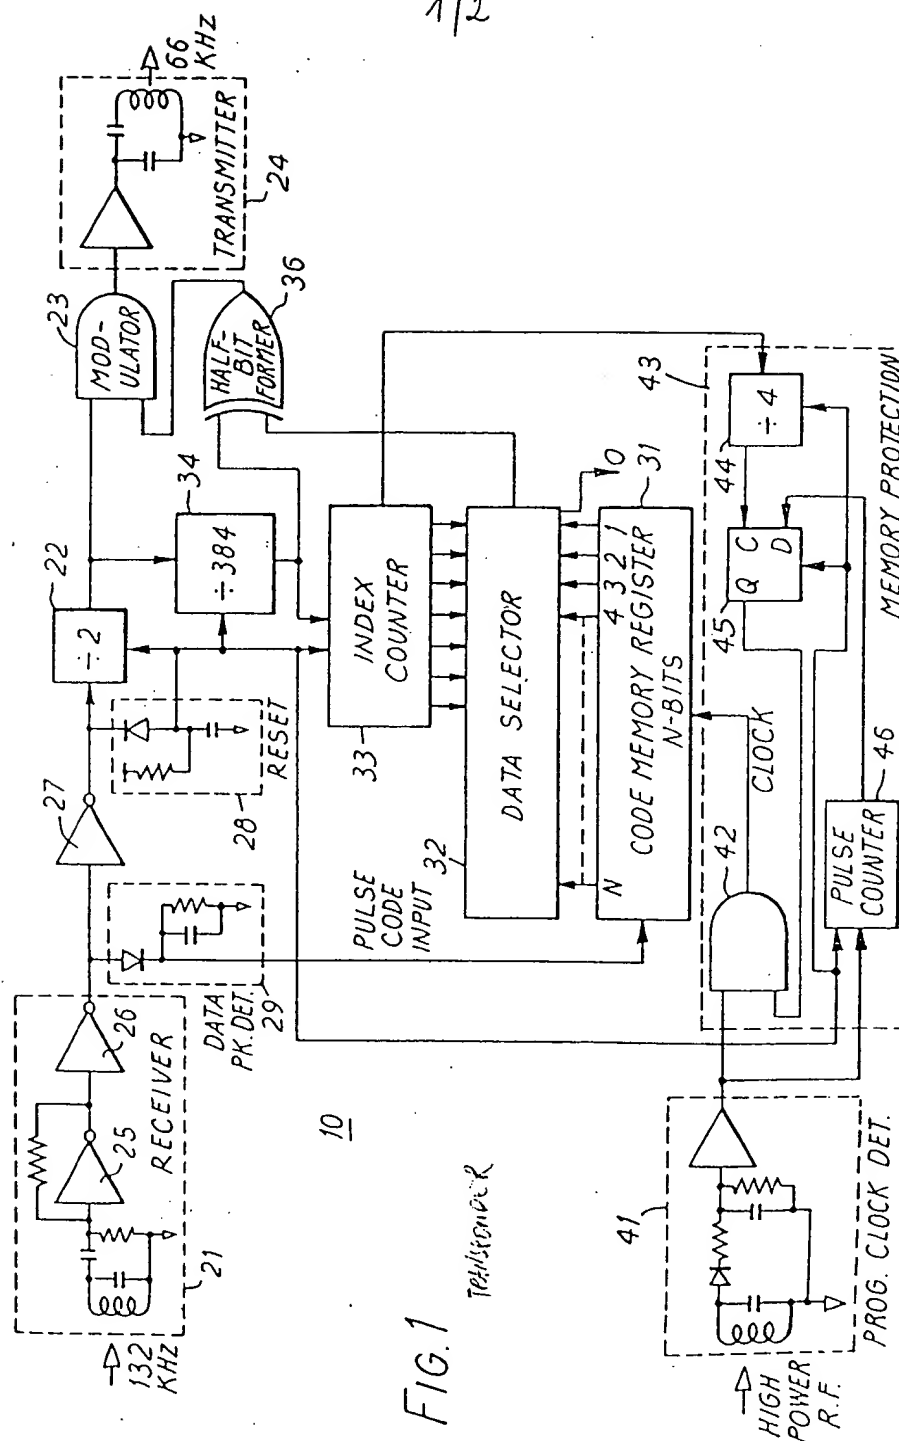 1/2
132
KHZ
RECEIVER
21
25
26
DATA
PK.DET.
29
27
RESET
28
÷2
22
÷384
34
MOD-
ULATOR
23
HALF-
BIT
FORMER
36
TRANSMITTER
24
66
KHZ
INDEX
COUNTER
33
DATA SELECTOR
32
O
PULSE
CODE
INPUT
N
4 3 2 1
CODE MEMORY REGISTER
N-BITS
31
10
TRANSPONDER
FIG. 1
HIGH
POWER
R.F.
41
PROG. CLOCK DET.
42
CLOCK
PULSE
COUNTER
46
Q C
D
45
÷4
44
43
MEMORY PROTECTION